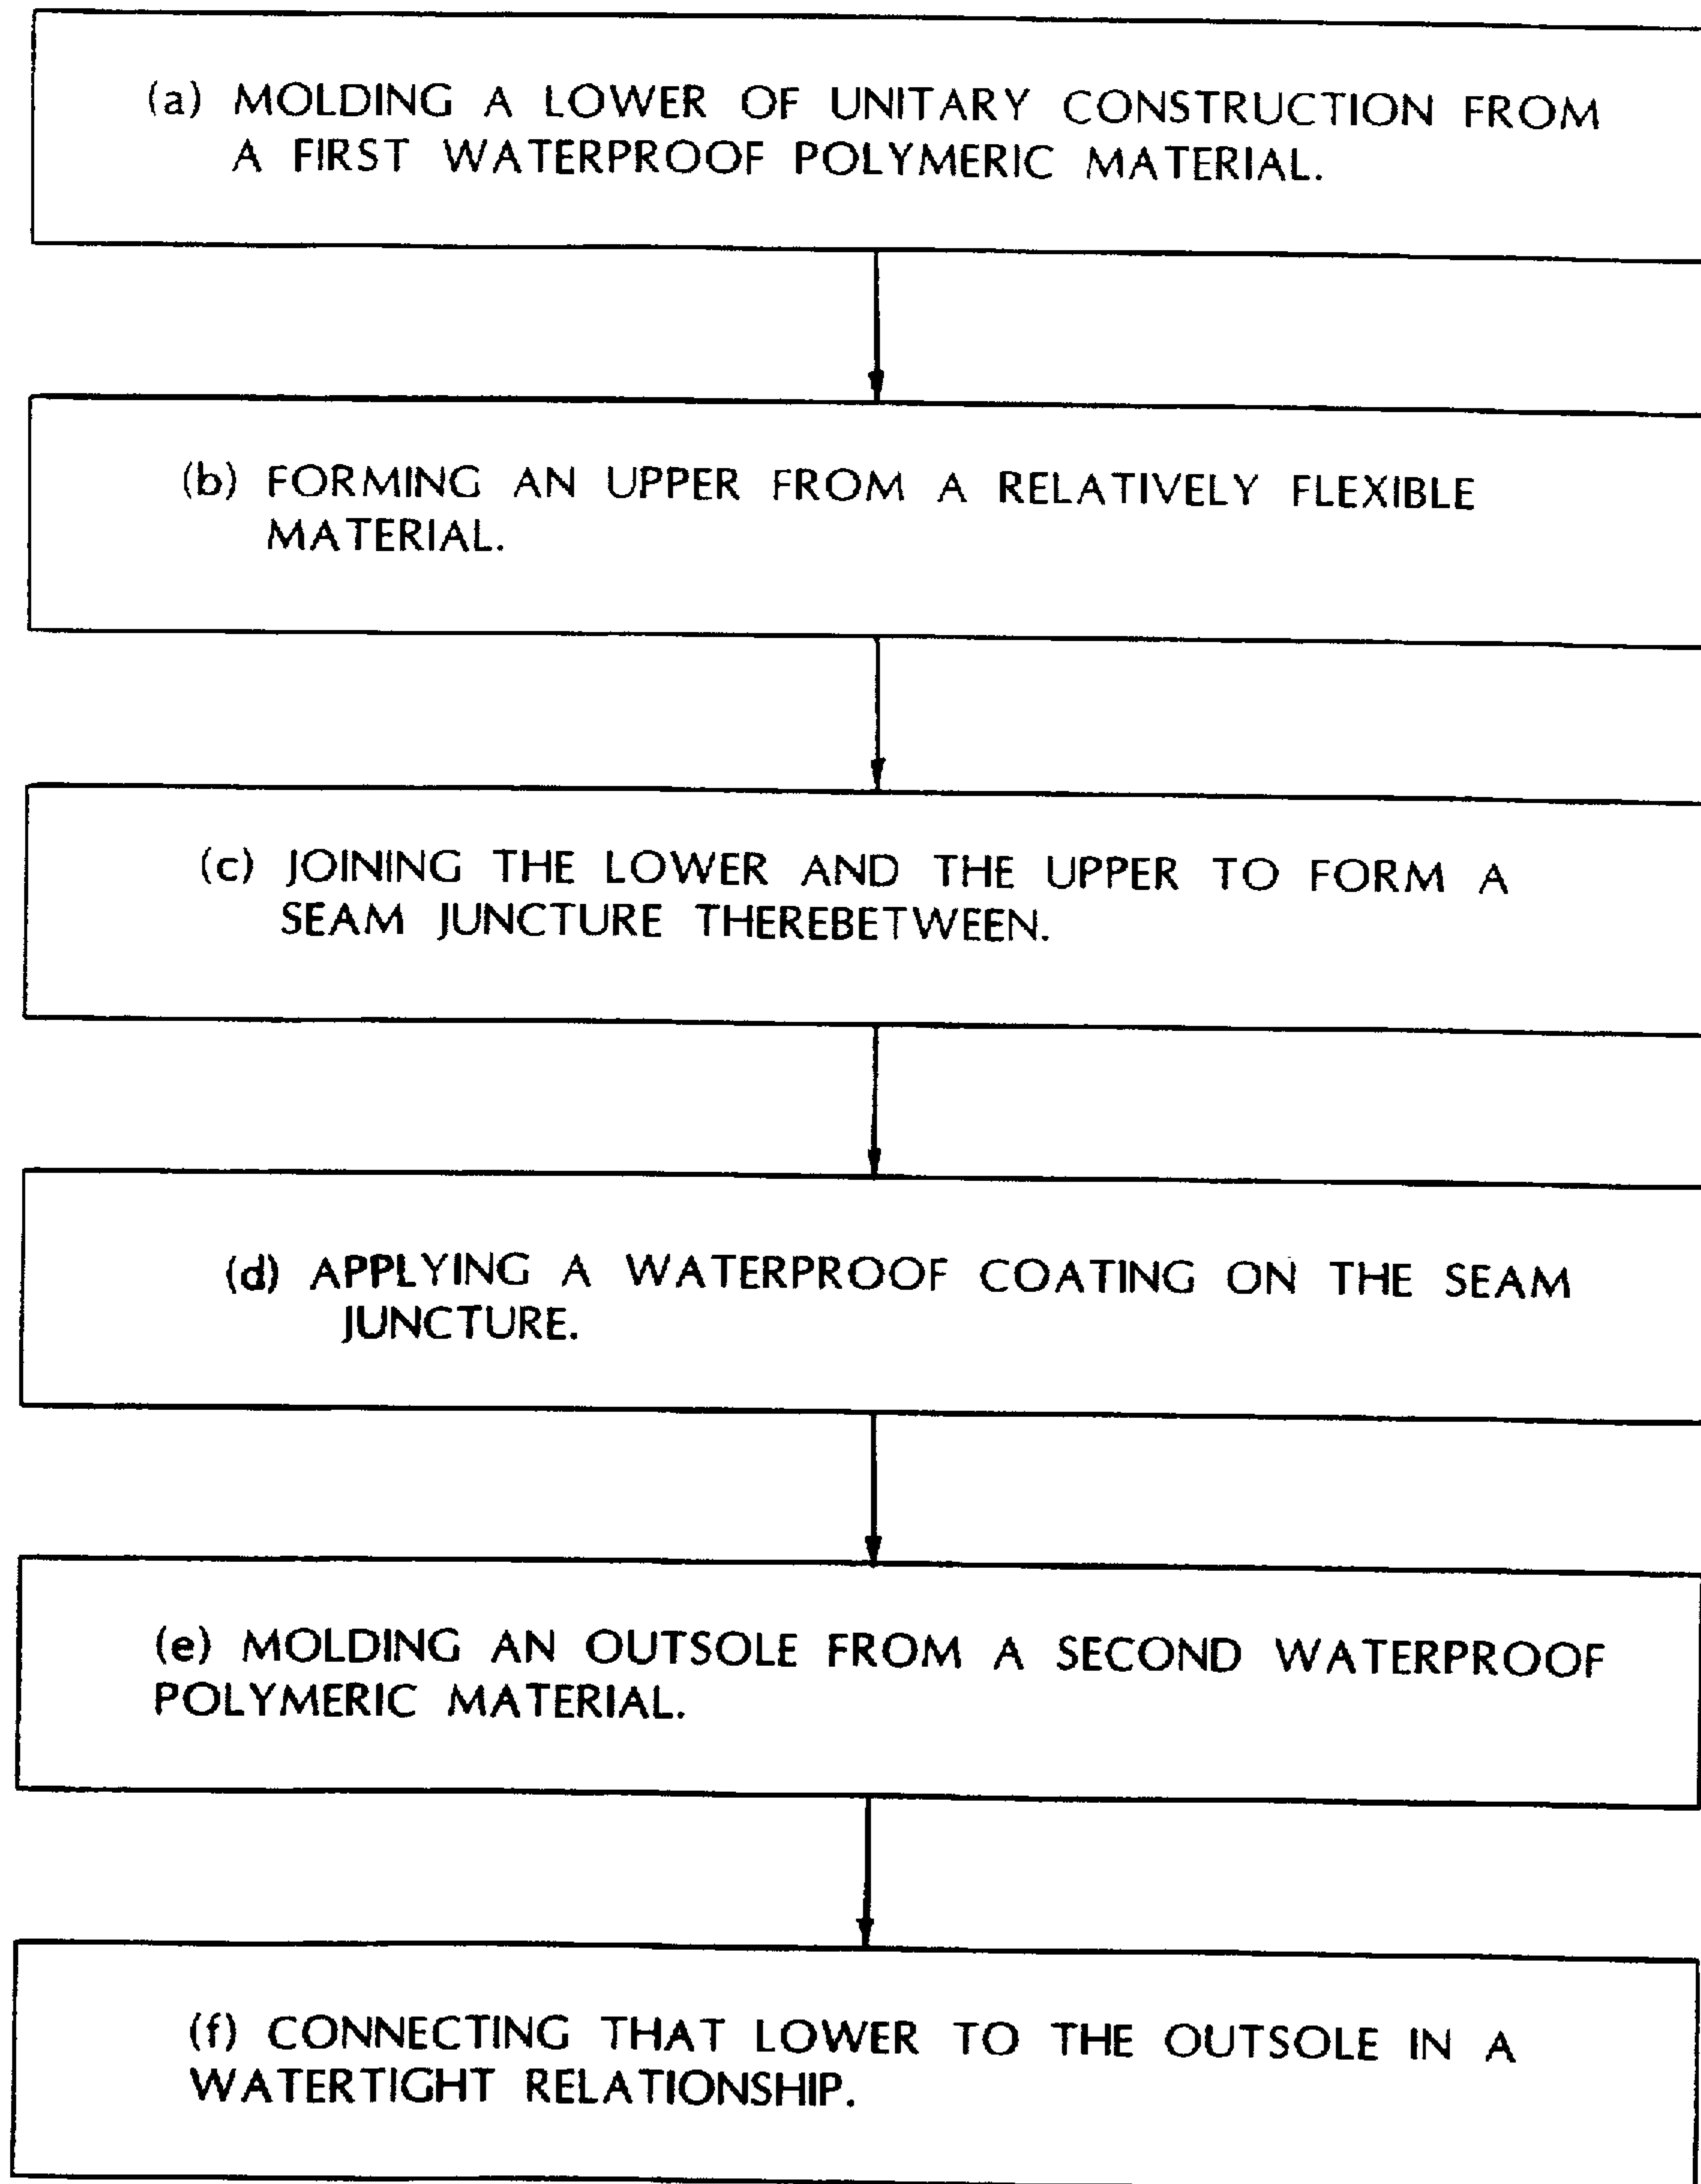 (a) MOLDING A LOWER OF UNITARY CONSTRUCTION FROM
A FIRST WATERPROOF POLYMERIC MATERIAL.
(b) FORMING AN UPPER FROM A RELATIVELY FLEXIBLE
MATERIAL.
(c) JOINING THE LOWER AND THE UPPER TO FORM A
SEAM JUNCTURE THEREBETWEEN.
(d) APPLYING A WATERPROOF COATING ON THE SEAM
JUNCTURE.
(e) MOLDING AN OUTSOLE FROM A SECOND WATERPROOF
POLYMERIC MATERIAL.
(f) CONNECTING THAT LOWER TO THE OUTSOLE IN A
WATERTIGHT RELATIONSHIP.